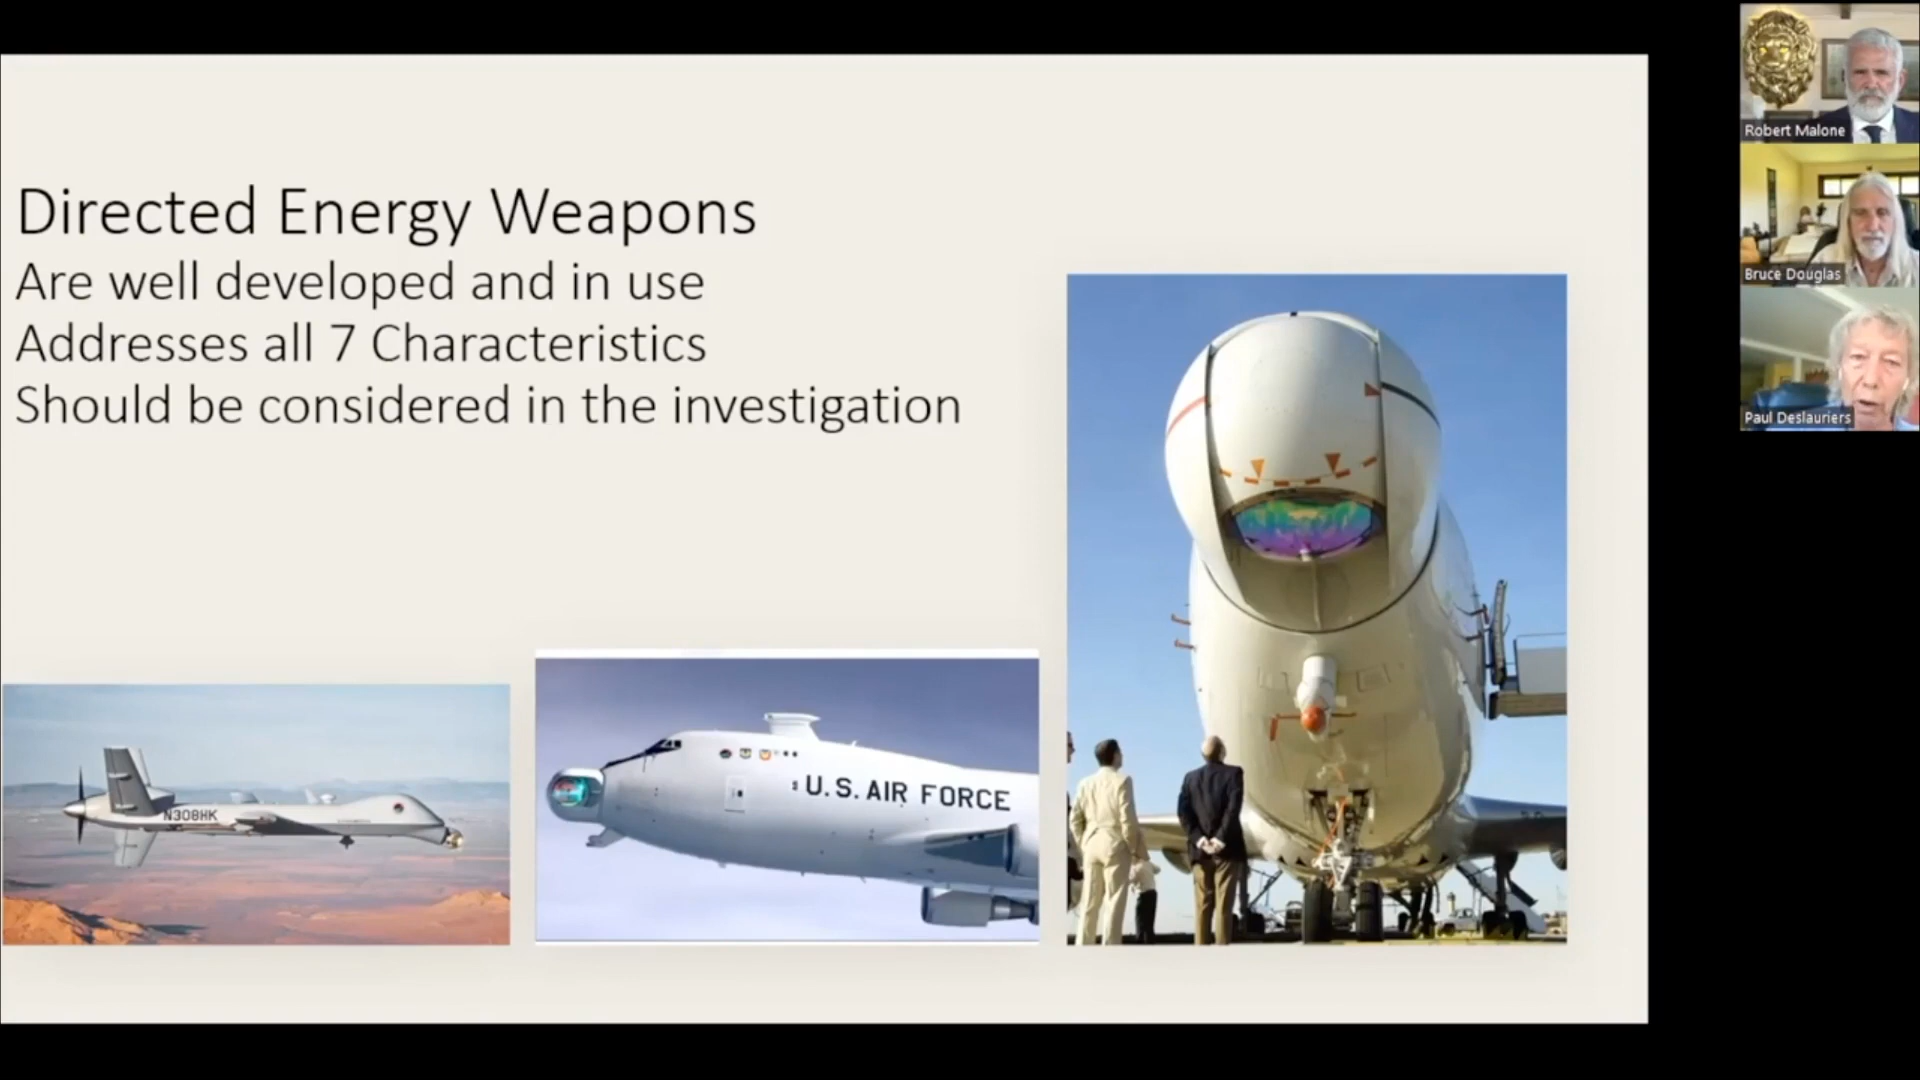 Directed Energy Weapons
Are well developed and in use
Addresses all 7 Characteristics
Should be considered in the investigation
N308HK
U.S. AIR FORCE
Robert Malone
Bruce Douglas
Paul Deslauriers